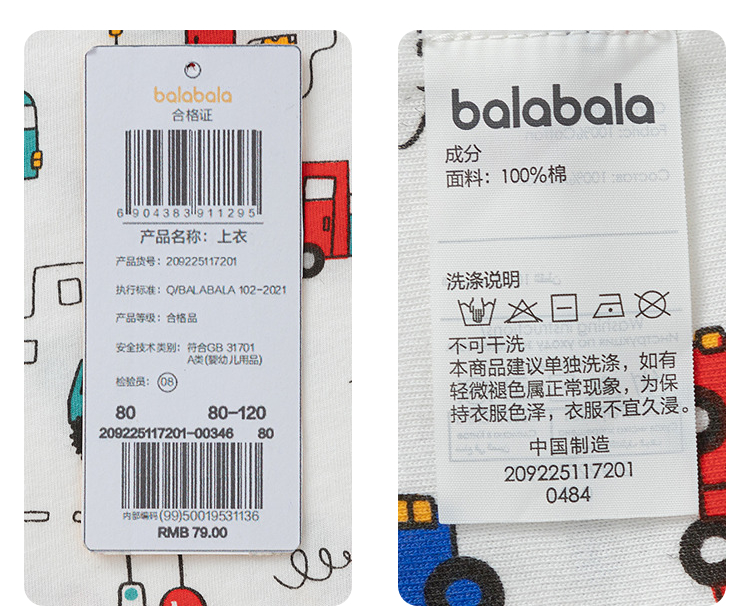 balabala
合格证
6 904383 911295
产品名称：上衣
产品货号：209225117201
执行标准：Q/BALABALA 102-2021
产品等级：合格品
安全技术类别：符合GB 31701
A类(婴幼儿用品)
检验员：08
80 80-120
209225117201-00346 80
内部编码 (99)50019531136
RMB 79.00
balabala
成分
面料：100%棉
洗涤说明
不可干洗
本商品建议单独洗涤，如有
轻微褪色属正常现象，为保
持衣服色泽，衣服不宜久浸。
中国制造
209225117201
0484